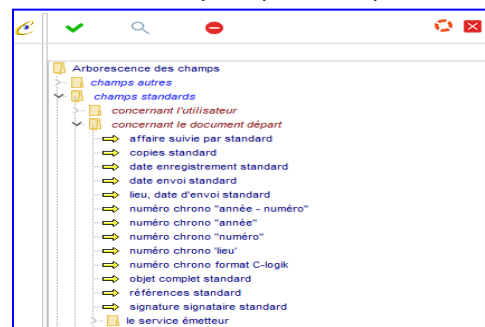 Arborescence des champs
champs autres
champs standards
concernant l'utilisateur
concernant le document départ
affaire suivie par standard
copies standard
date enregistrement standard
date envoi standard
lieu, date d'envoi standard
numéro chrono "année - numéro"
numéro chrono "année"
numéro chrono "numéro"
numéro chrono 'lieu'
numéro chrono format C-logik
objet complet standard
références standard
signature signataire standard
le service émetteur